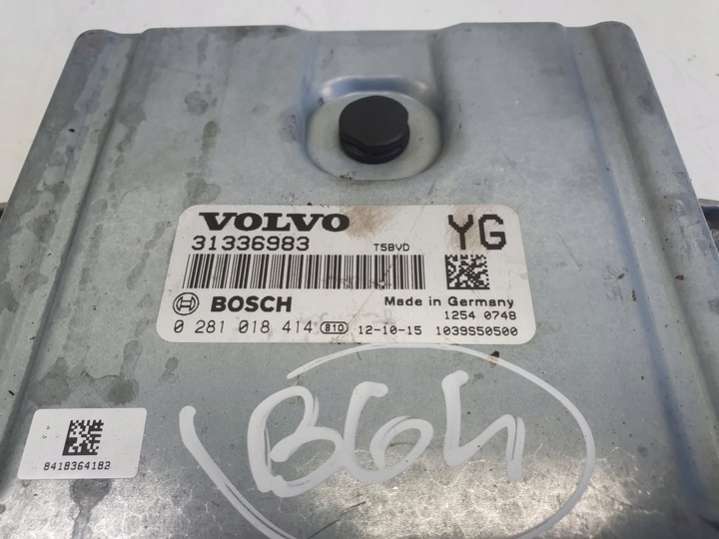 VOLVO YG
31336983 T5BVD
BOSCH Made in Germany
1254 0748
0 281 018 414 810 12-10-15 1039S50500
B64
8418364182